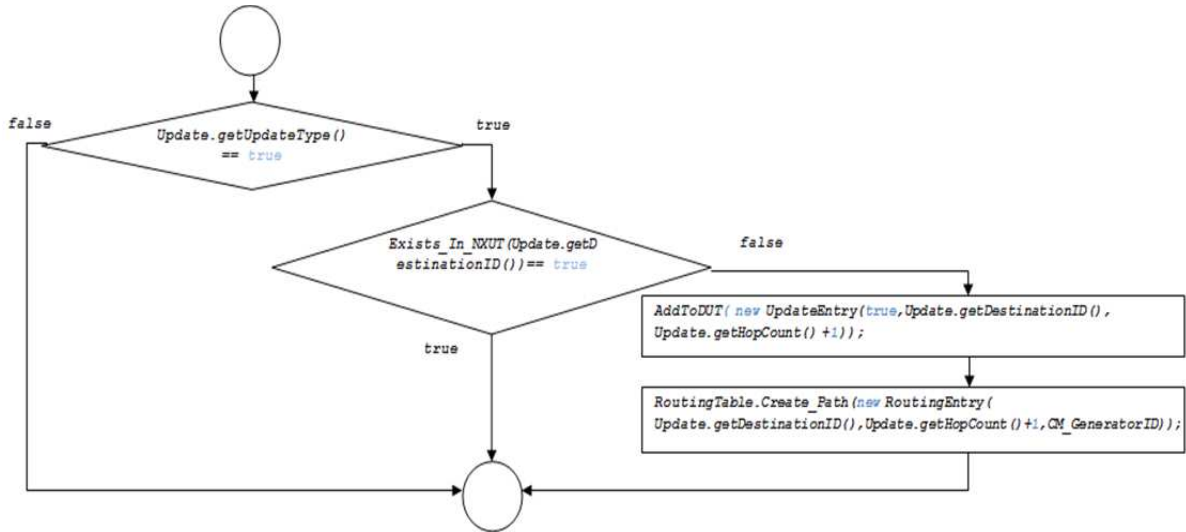 false
true
Update.getUpdateType()
== true
Exists_In_NXUT(Update.getD
estinationID())== true
false
true
AddToDUT( new UpdateEntry(true,Update.getDestinationID(),
Update.getHopCount() +1));
RoutingTable.Create_Path(new RoutingEntry(
Update.getDestinationID(),Update.getHopCount()+1,CM_GeneratorID));